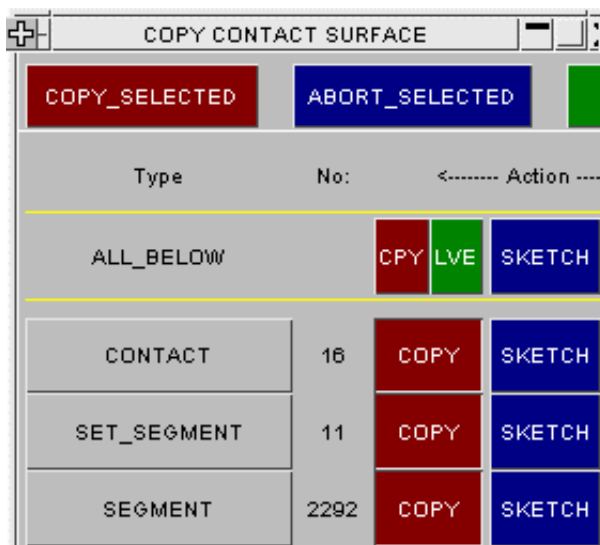 COPY CONTACT SURFACE
COPY_SELECTED ABORT_SELECTED
Type No: <-------- Action ----
ALL_BELOW CPY LVE SKETCH
CONTACT 16 COPY SKETCH
SET_SEGMENT 11 COPY SKETCH
SEGMENT 2292 COPY SKETCH